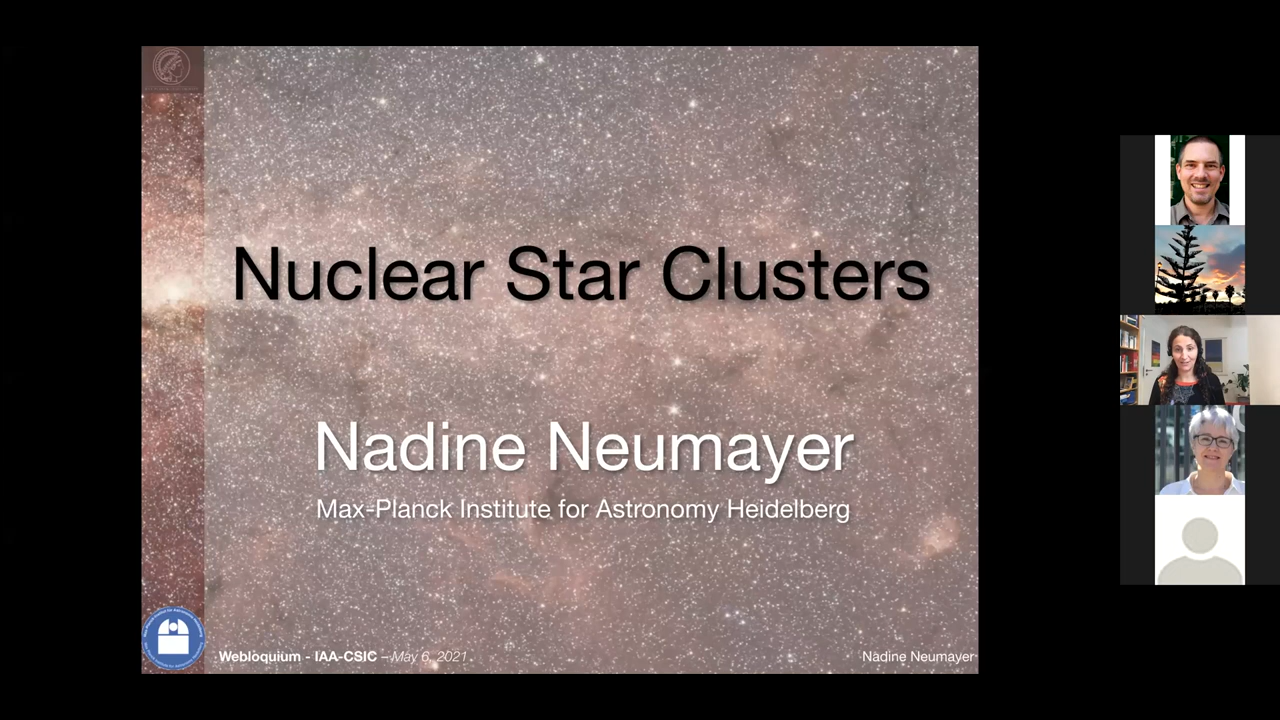 Nuclear Star Clusters
Nadine Neumayer
Max-Planck Institute for Astronomy Heidelberg
Webloquium - IAA-CSIC – May 6, 2021
Nadine Neumayer